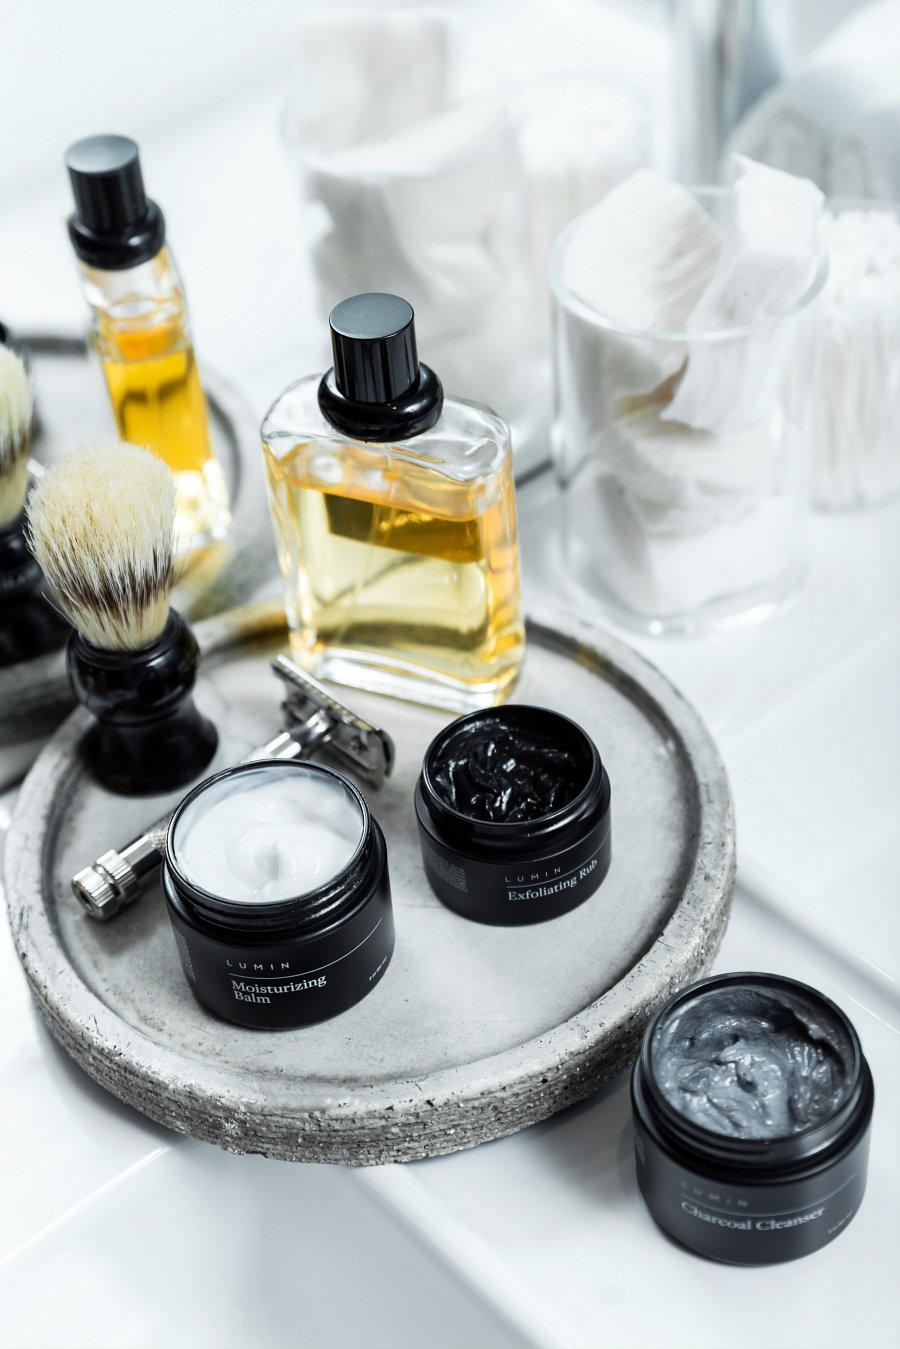 LUMIN
Exfoliating Rub
LUMIN
Moisturizing
Balm
LUMIN
Charcoal Cleanser